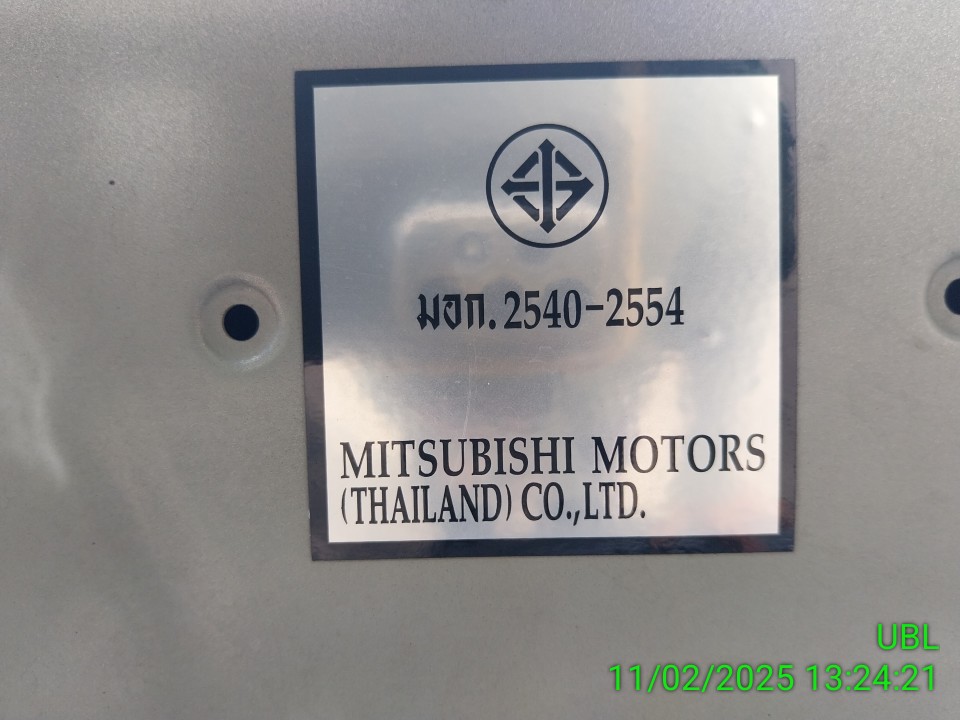 มอก. 2540-2554
MITSUBISHI MOTORS
(THAILAND) CO.,LTD.
UBL
11/02/2025 13:24:21